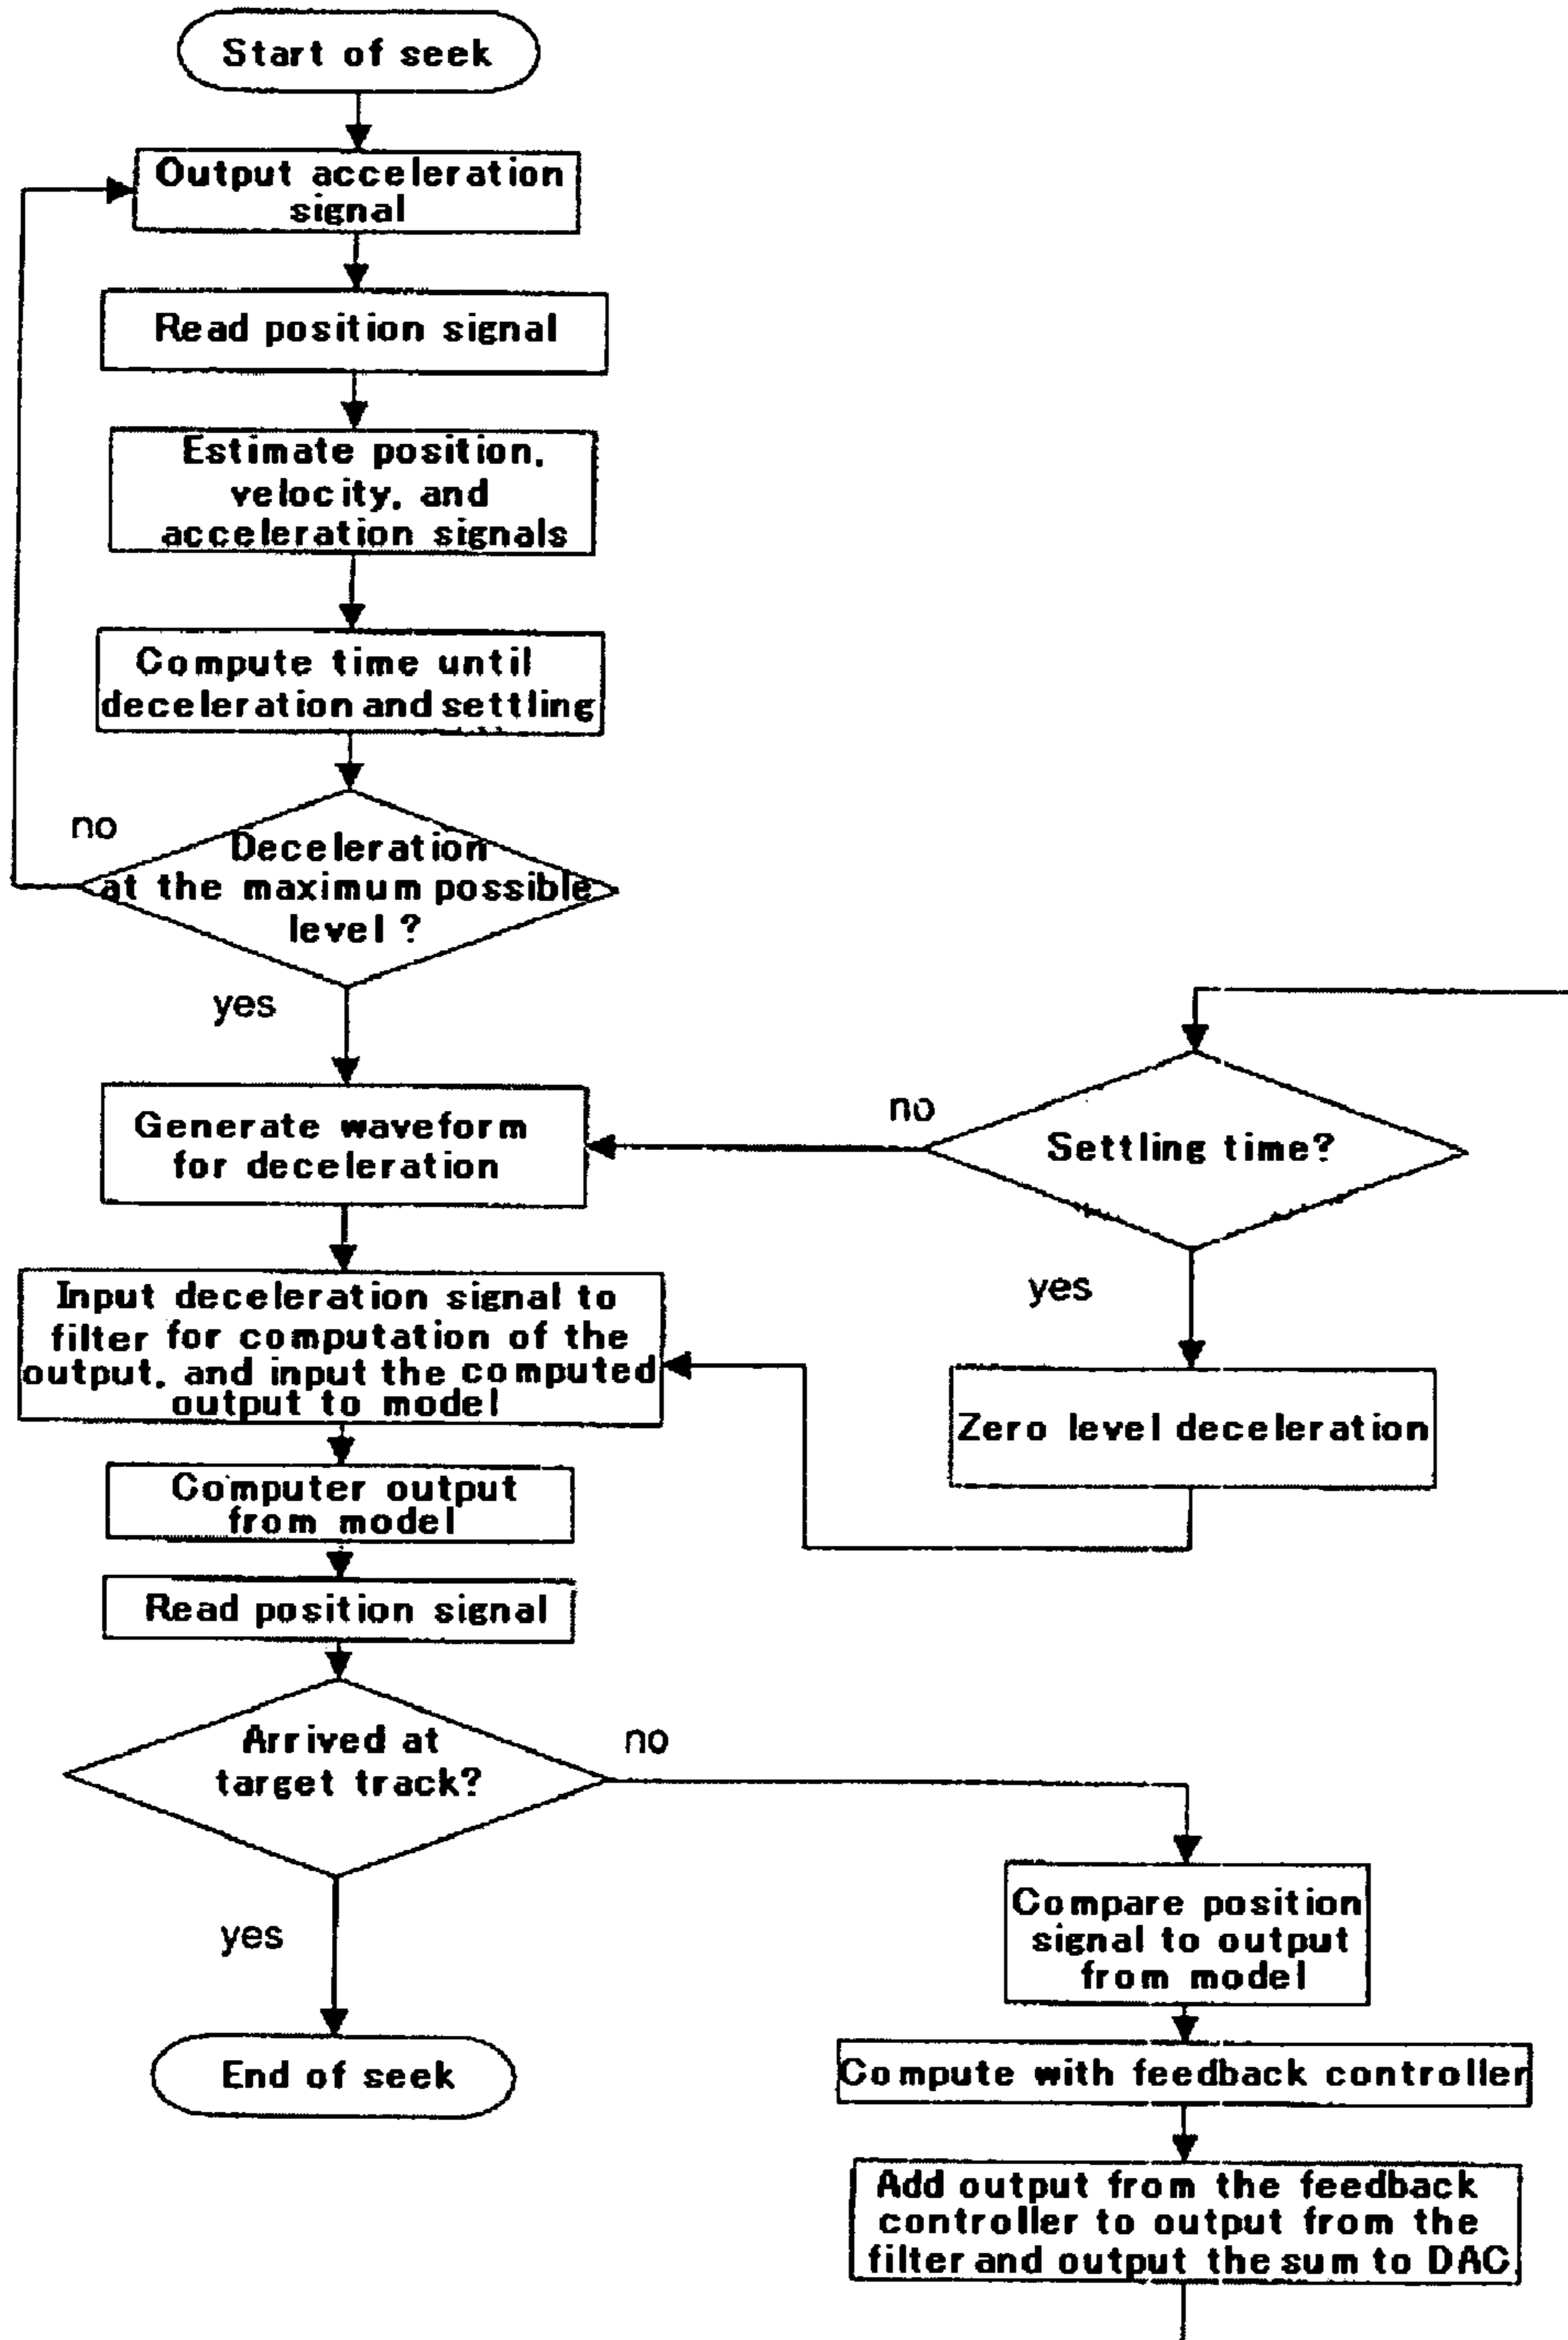 Start of seek
Output acceleration
signal
Read position signal
Estimate position,
velocity, and
acceleration signals
Compute time until
deceleration and settling
no
Deceleration
at the maximum possible
level ?
yes
Generate waveform
for deceleration
no
Settling time?
yes
Input deceleration signal to
filter for computation of the
output, and input the computed
output to model
Zero level deceleration
Computer output
from model
Read position signal
Arrived at
target track?
no
yes
Compare position
signal to output
from model
End of seek
Compute with feedback controller
Add output from the feedback
controller to output from the
filter and output the sum to DAC